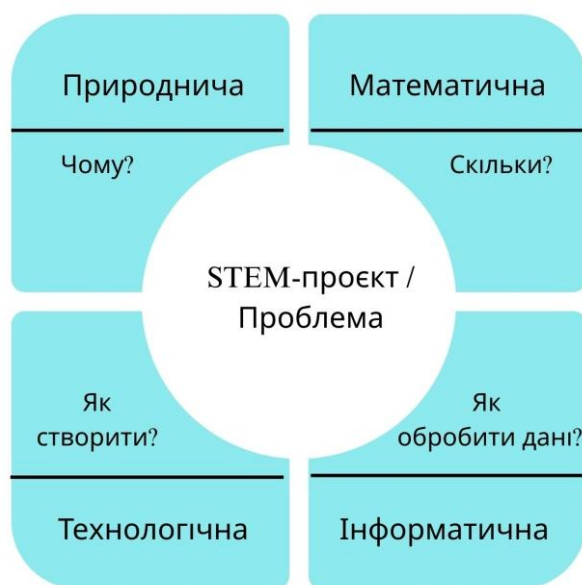 Природнича
Математична
Чому?
Скільки?
STEM-проєкт /
Проблема
Як
створити?
Як
обробити дані?
Технологічна
Інформатична